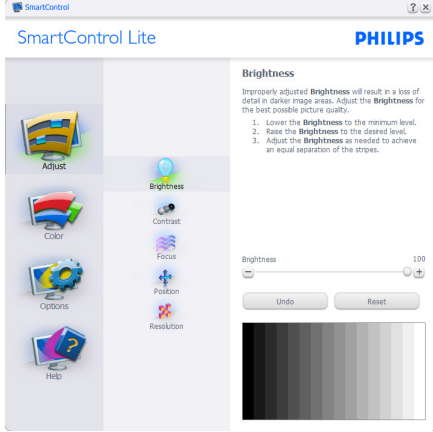 SmartControl
SmartControl Lite
PHILIPS
Adjust
Color
Options
Help
Brightness
Contrast
Focus
Position
Resolution
Brightness
Improperly adjusted Brightness will result in a loss of
detail in darker image areas. Adjust the Brightness for
the best possible picture quality.
1. Lower the Brightness to the minimum level.
2. Raise the Brightness to the desired level.
3. Adjust the Brightness as needed to achieve
an equal separation of the stripes.
Brightness 100
Undo Reset